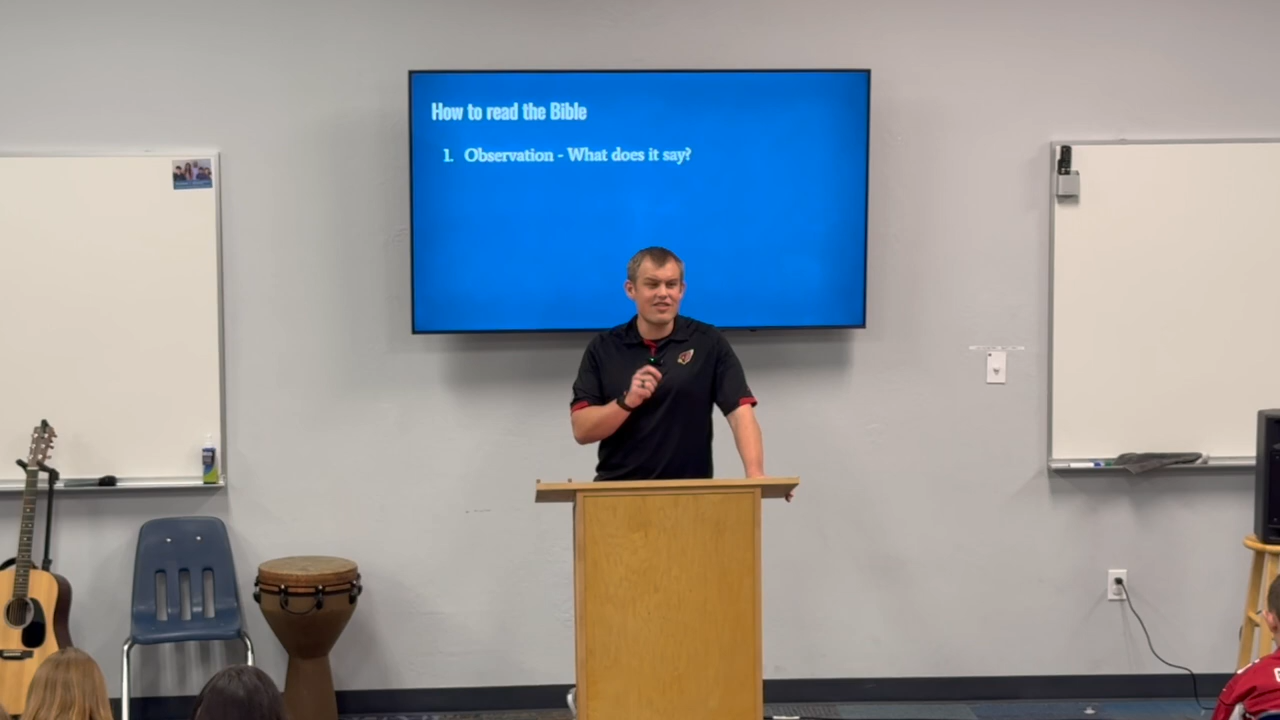 How to read the Bible
1. Observation - What does it say?